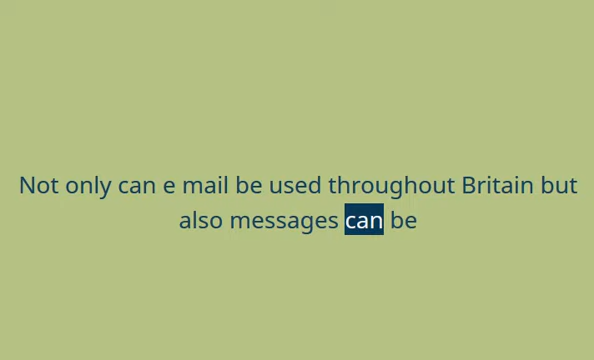 Not only can e mail be used throughout Britain but
also messages can be